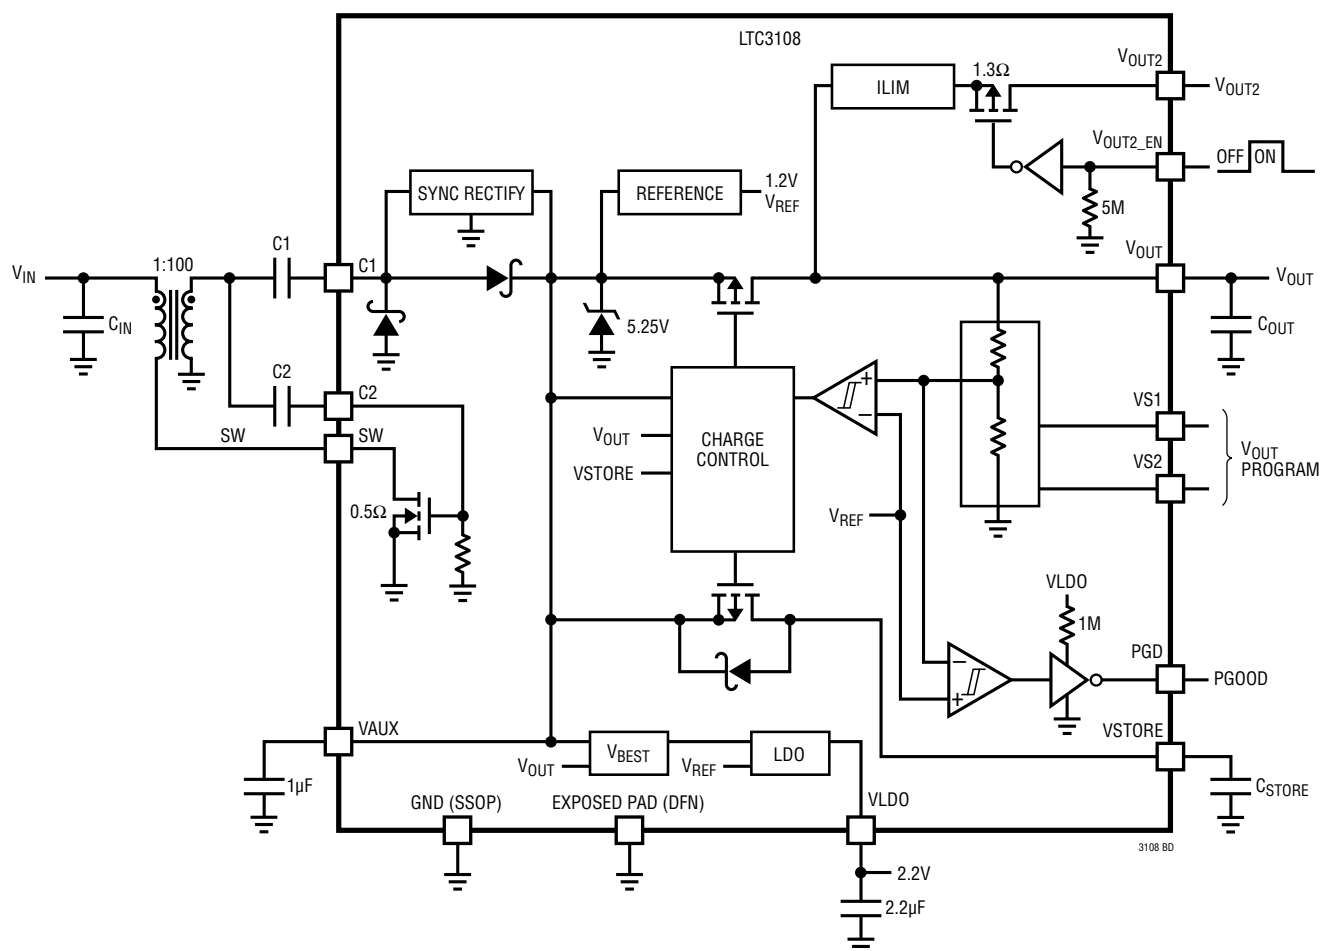 LTC3108
VOUT2
ILIM
1.3Ω
VOUT2
VOUT2_EN
OFF ON
SYNC RECTIFY
REFERENCE
1.2V
VREF
5M
VOUT
C1
1:100
VIN
C1
VOUT
CIN
5.25V
COUT
C2
C2
VS1
SW
SW
CHARGE
CONTROL
VOUT
VSTORE
VS2
VOUT
PROGRAM
0.5Ω
VREF
VLDO
1M
PGD
PGOOD
VAUX
VSTORE
VOUT
VBEST
VREF
LDO
1µF
GND (SSOP)
EXPOSED PAD (DFN)
VLDO
CSTORE
3108 BD
2.2V
2.2µF